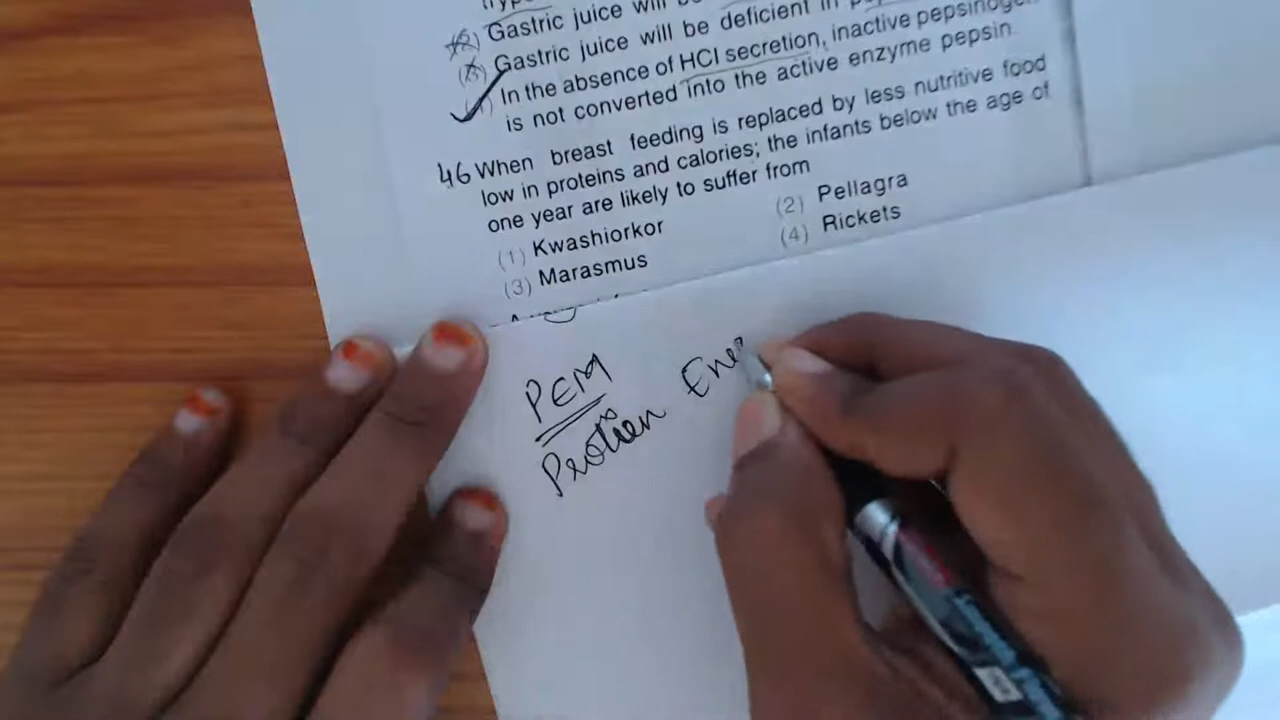 Gastric juice will
Gastric juice will be deficient in
In the absence of HCl secretion, inactive pepsinogen
is not converted into the active enzyme pepsin.
46 When breast feeding is replaced by less nutritive food
low in proteins and calories; the infants below the age of
one year are likely to suffer from
(1) Kwashiorkor (2) Pellagra
(3) Marasmus (4) Rickets
PEM
Protien Ene